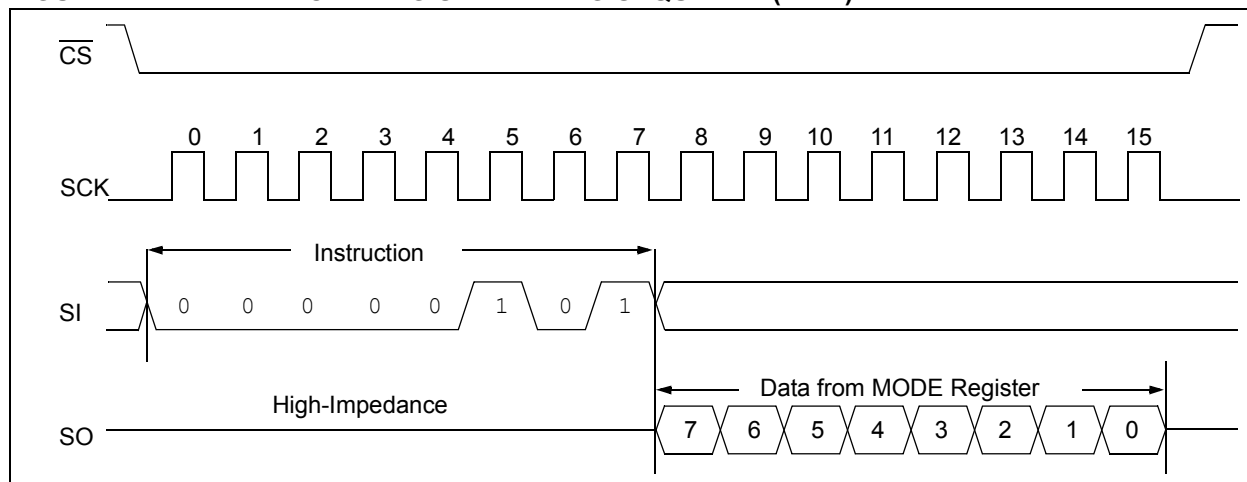 CS
0 1 2 3 4 5 6 7 8 9 10 11 12 13 14 15
SCK
Instruction
SI 0 0 0 0 0 1 0 1
Data from MODE Register
High-Impedance
SO 7 6 5 4 3 2 1 0